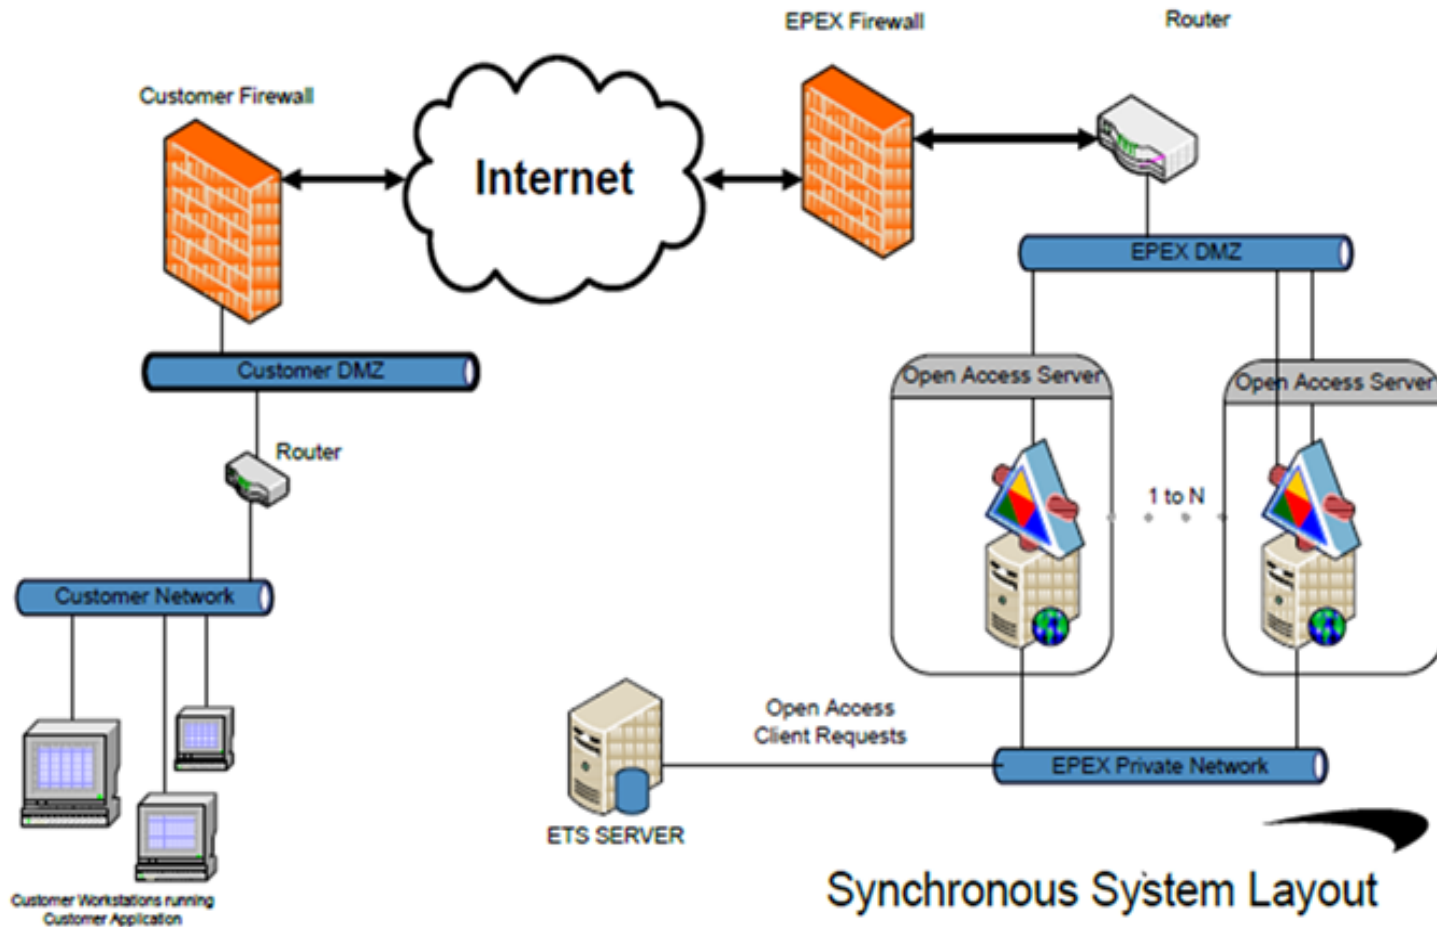 EPEX Firewall
Router
Customer Firewall
Internet
EPEX DMZ
Customer DMZ
Open Access Server
Open Access Server
Router
1 to N
Customer Network
Open Access
Client Requests
EPEX Private Network
ETS SERVER
Synchronous System Layout
Customer Workstations running
Customer Application